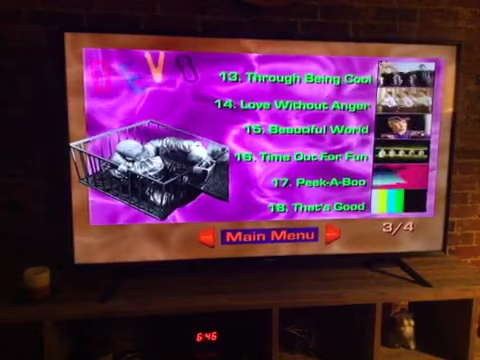 DEVO
13. Through Being Cool
14. Love Without Anger
15. Beautiful World
16. Time Out For Fun
17. Peek-A-Boo
18. That's Good
Main Menu
3/4
6:46